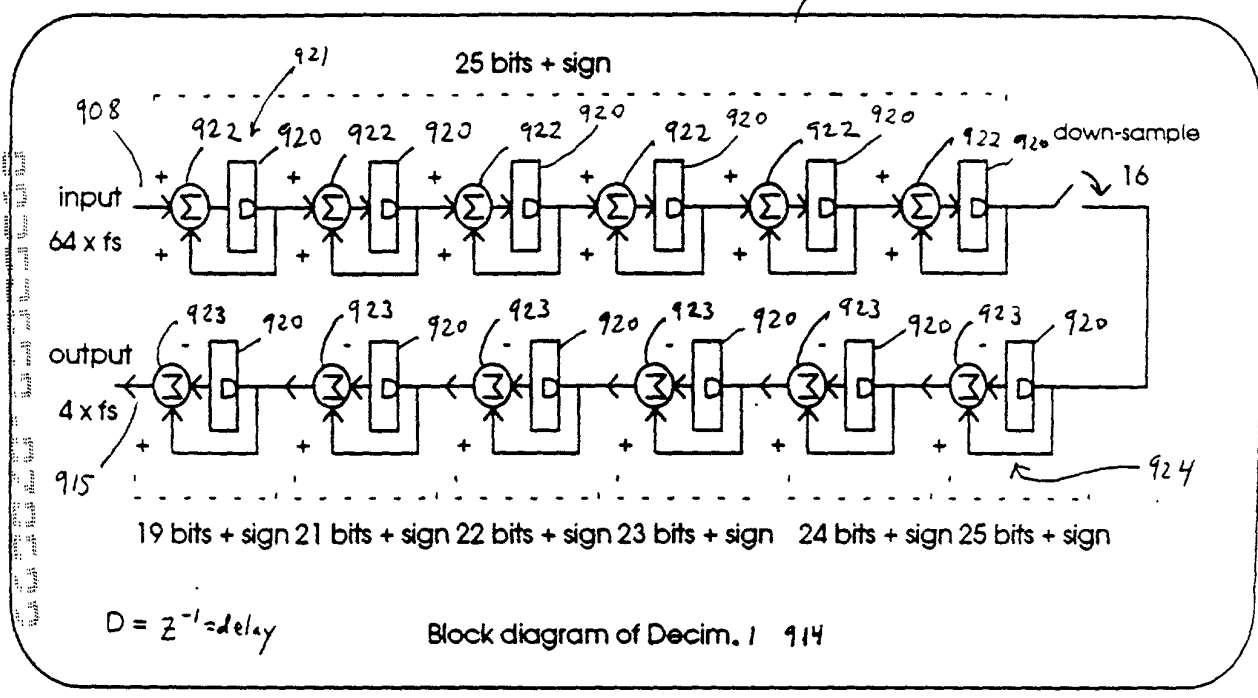 921
25 bits + sign
908
922 920 922 920 922 920 922 920 922 920 922 920 down-sample
+ + + + + +
input Σ D Σ D Σ D Σ D Σ D Σ D 16
64 x fs + + + + + +
923 920 923 920 923 920 923 920 923 920 923 920
- - - - - -
output Σ D Σ D Σ D Σ D Σ D Σ D
4 x fs
+ + + + + +
915 924
19 bits + sign 21 bits + sign 22 bits + sign 23 bits + sign 24 bits + sign 25 bits + sign
D = z⁻¹ = delay Block diagram of Decim. 1 914